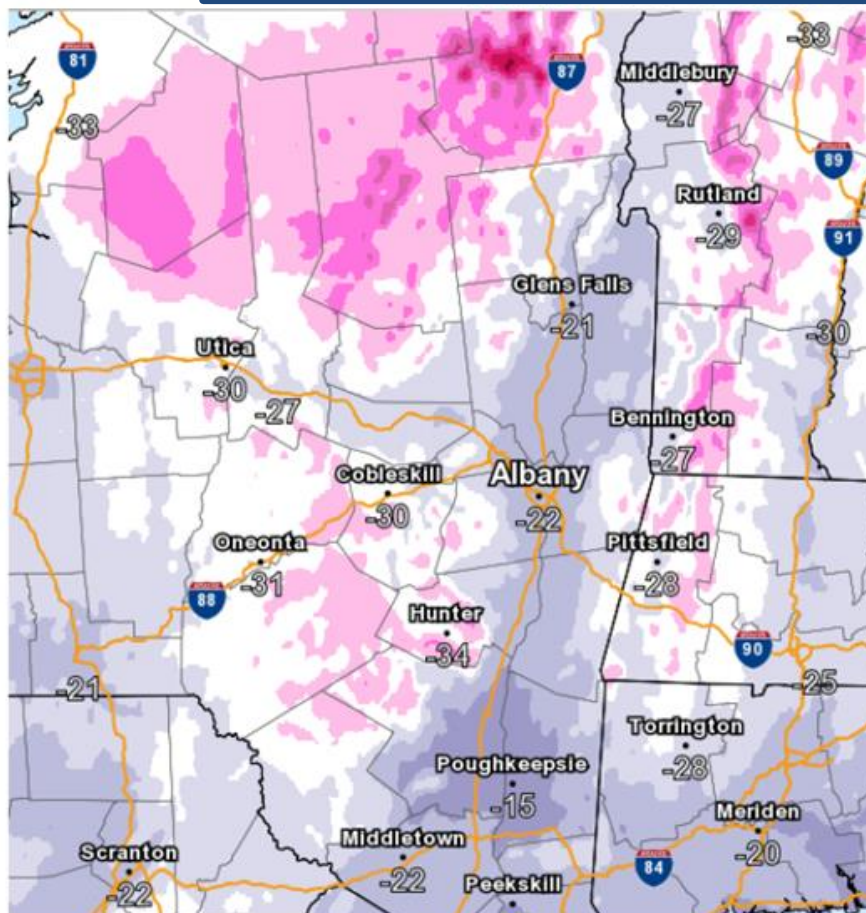 -33
81
87
Middlebury
-27
-33
89
Rutland
-29
91
Glens Falls
-21
-30
Utica
-30
-27
Bennington
-27
Cobleskill
-30
Albany
-22
Oneonta
-31
88
Pittsfield
-28
Hunter
-34
90
-21
-25
Torrington
-28
Poughkeepsie
-15
Meriden
-20
Middletown
-22
Scranton
-22
84
Peekskill